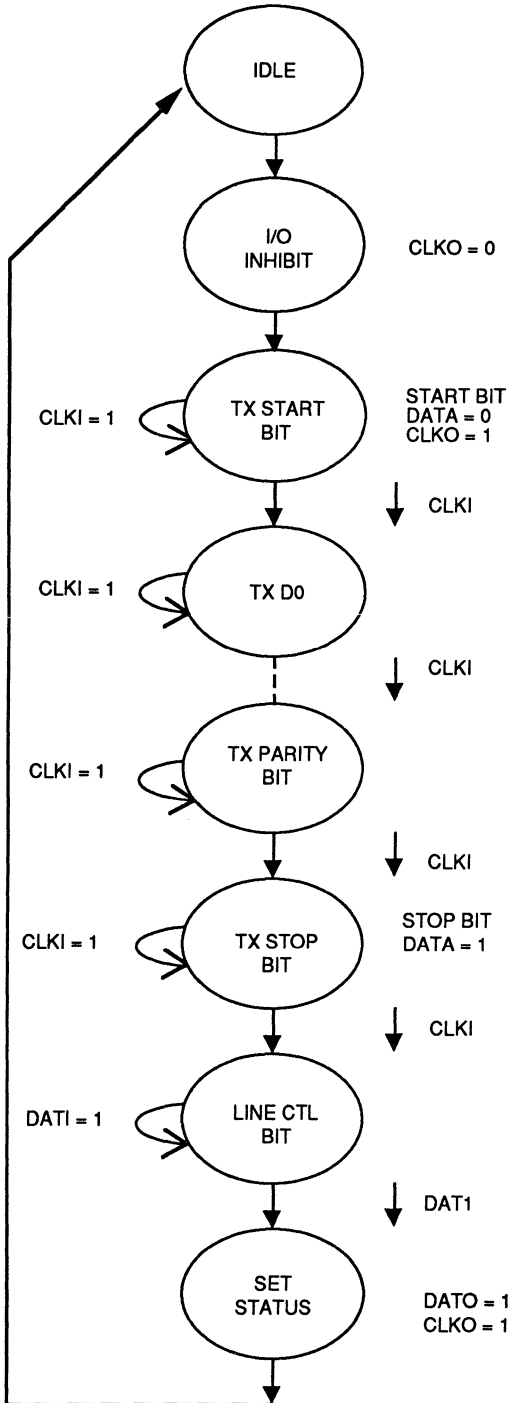 IDLE
I/O
INHIBIT
CLKO = 0
CLKI = 1
TX START
BIT
START BIT
DATA = 0
CLKO = 1
CLKI
CLKI = 1
TX D0
CLKI
CLKI = 1
TX PARITY
BIT
CLKI
CLKI = 1
TX STOP
BIT
STOP BIT
DATA = 1
CLKI
DATI = 1
LINE CTL
BIT
DAT1
SET
STATUS
DATO = 1
CLKO = 1